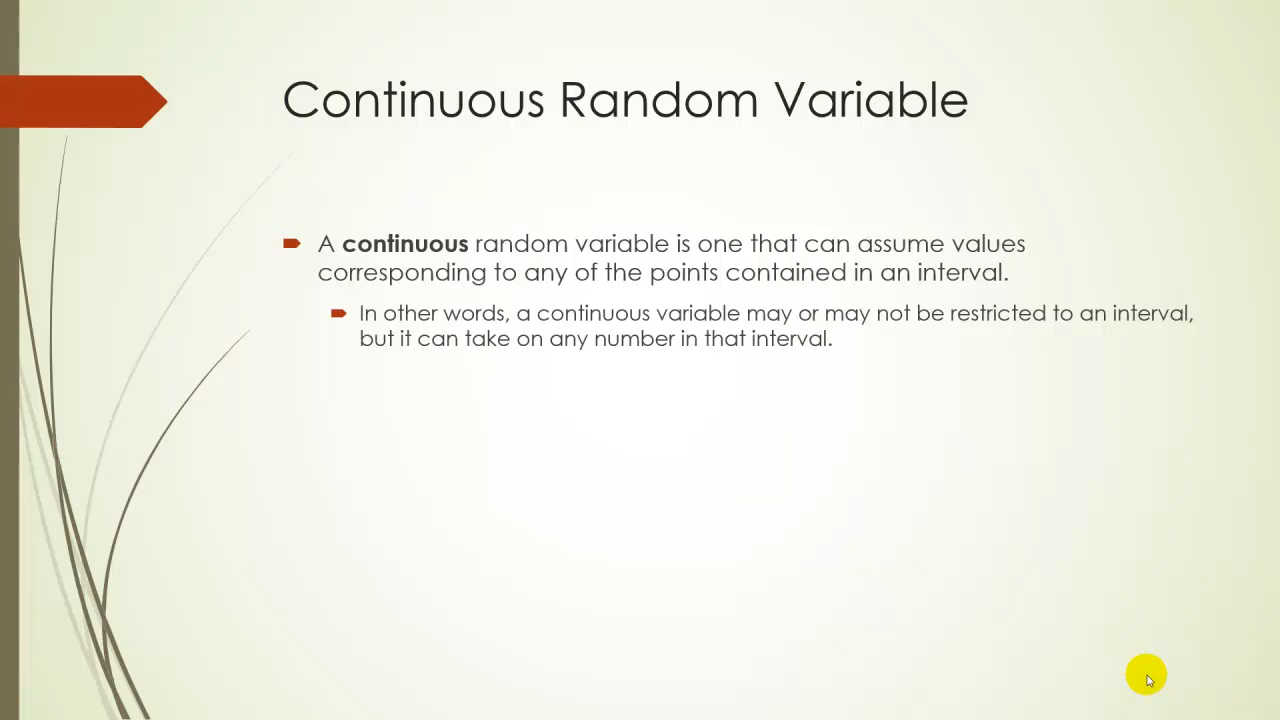 Continuous Random Variable
A continuous random variable is one that can assume values
corresponding to any of the points contained in an interval.
In other words, a continuous variable may or may not be restricted to an interval,
but it can take on any number in that interval.